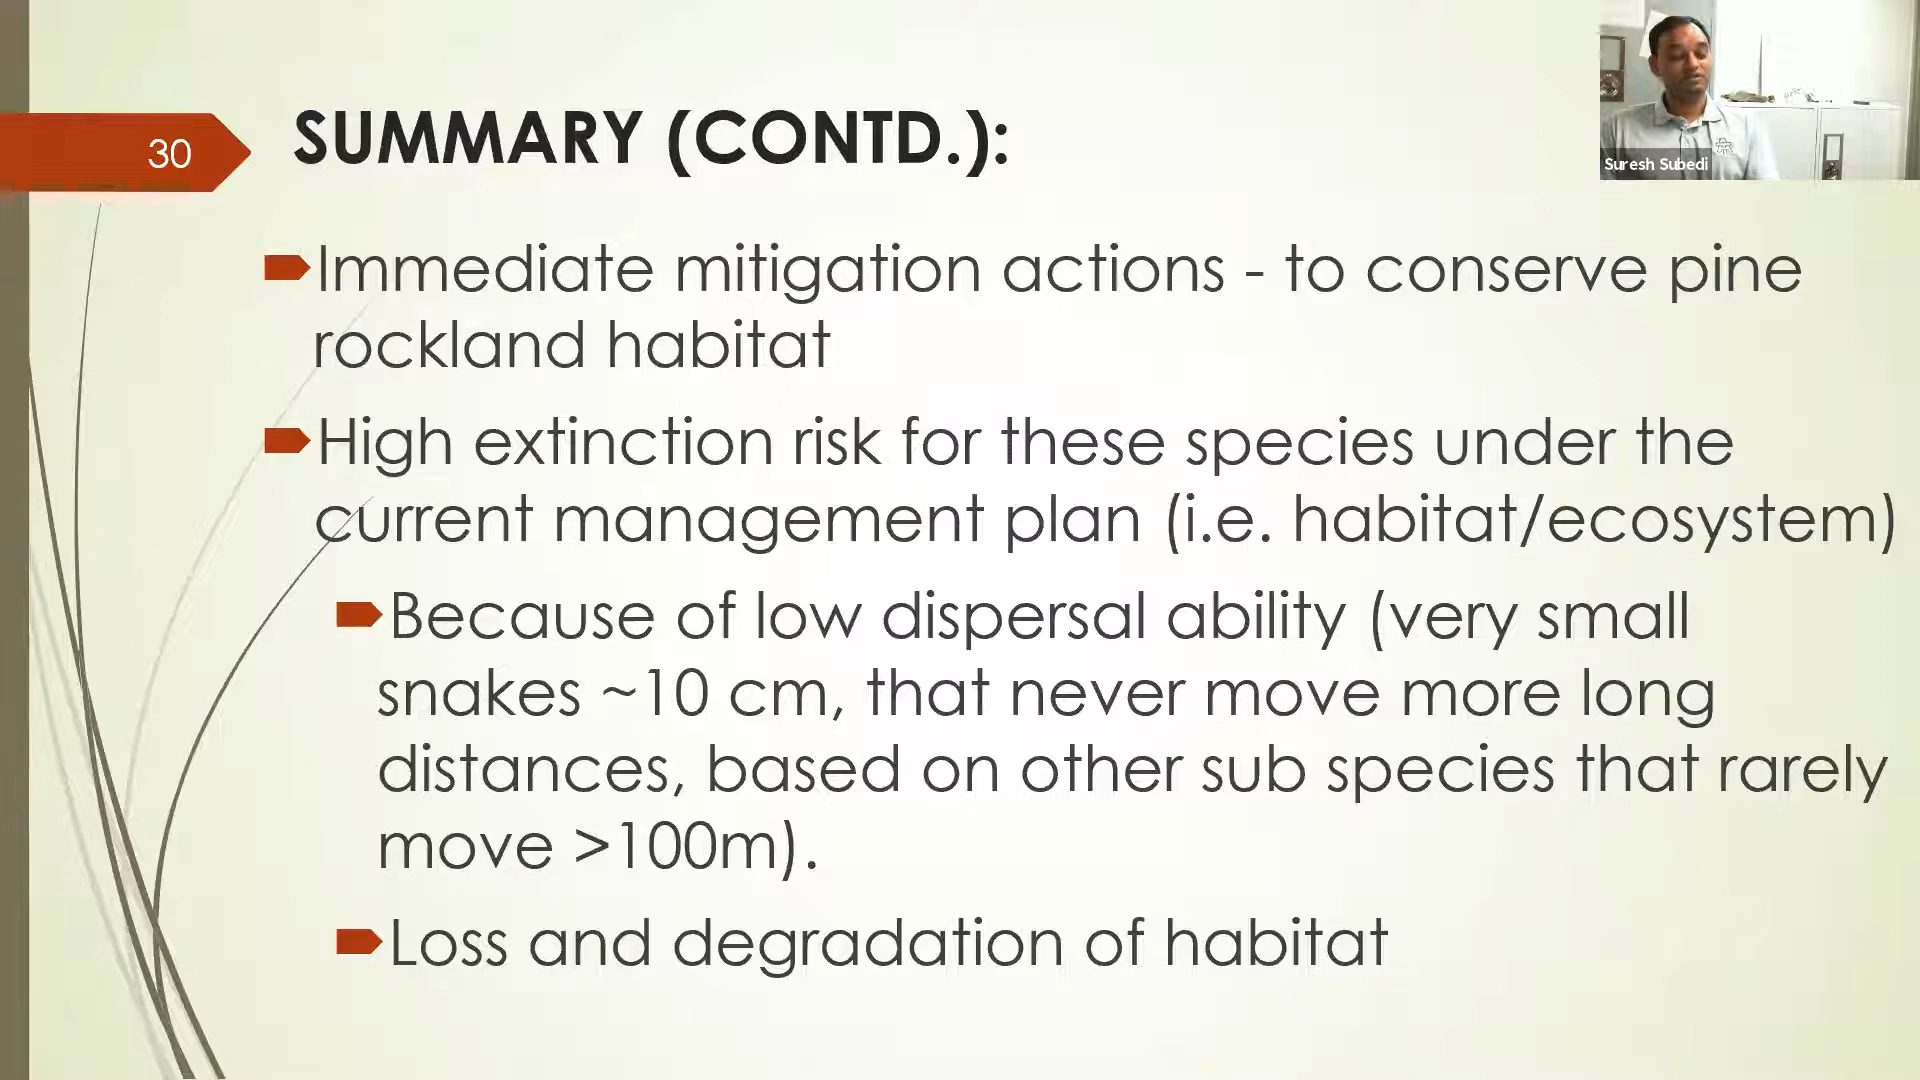 30
SUMMARY (CONTD.):
Suresh Subedi
Immediate mitigation actions - to conserve pine
rockland habitat
High extinction risk for these species under the
current management plan (i.e. habitat/ecosystem)
Because of low dispersal ability (very small
snakes ~10 cm, that never move more long
distances, based on other sub species that rarely
move >100m).
Loss and degradation of habitat